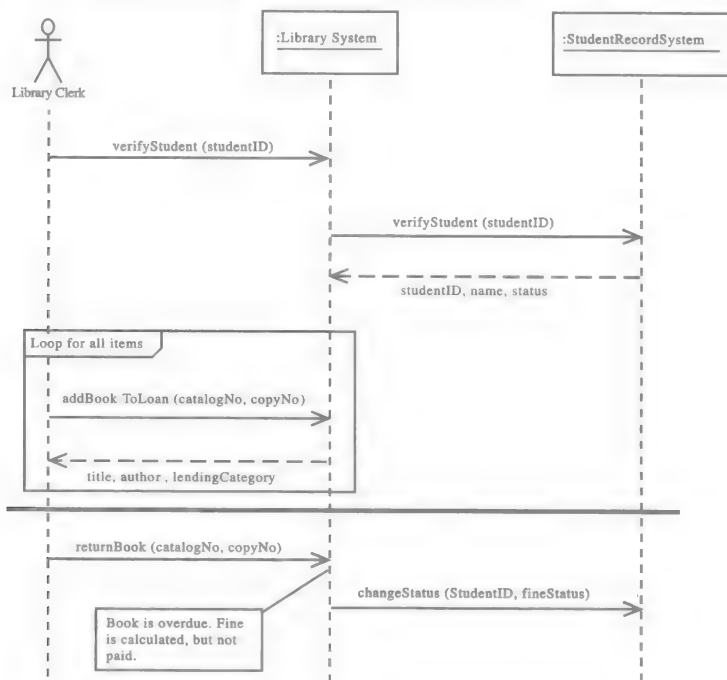 :Library System
:StudentRecordSystem
Library Clerk
verifyStudent (studentID)
verifyStudent (studentID)
studentID, name, status
Loop for all items
addBook ToLoan (catalogNo, copyNo)
title, author , lendingCategory
returnBook (catalogNo, copyNo)
changeStatus (StudentID, fineStatus)
Book is overdue. Fine
is calculated, but not
paid.